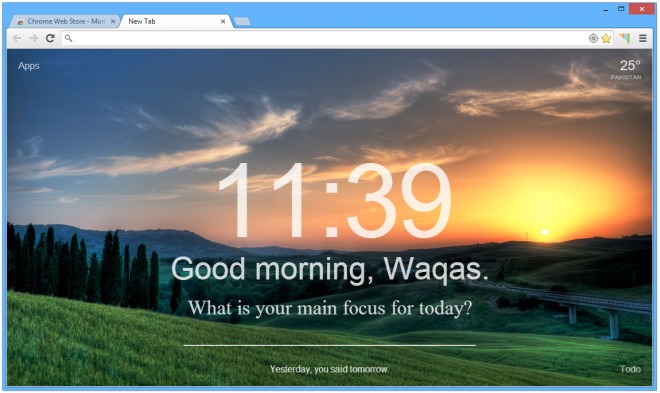 Chrome Web Store - Mom
New Tab
Apps
25°
PAKISTAN
11:39
Good morning, Waqas.
What is your main focus for today?
Yesterday, you said tomorrow.
Todo